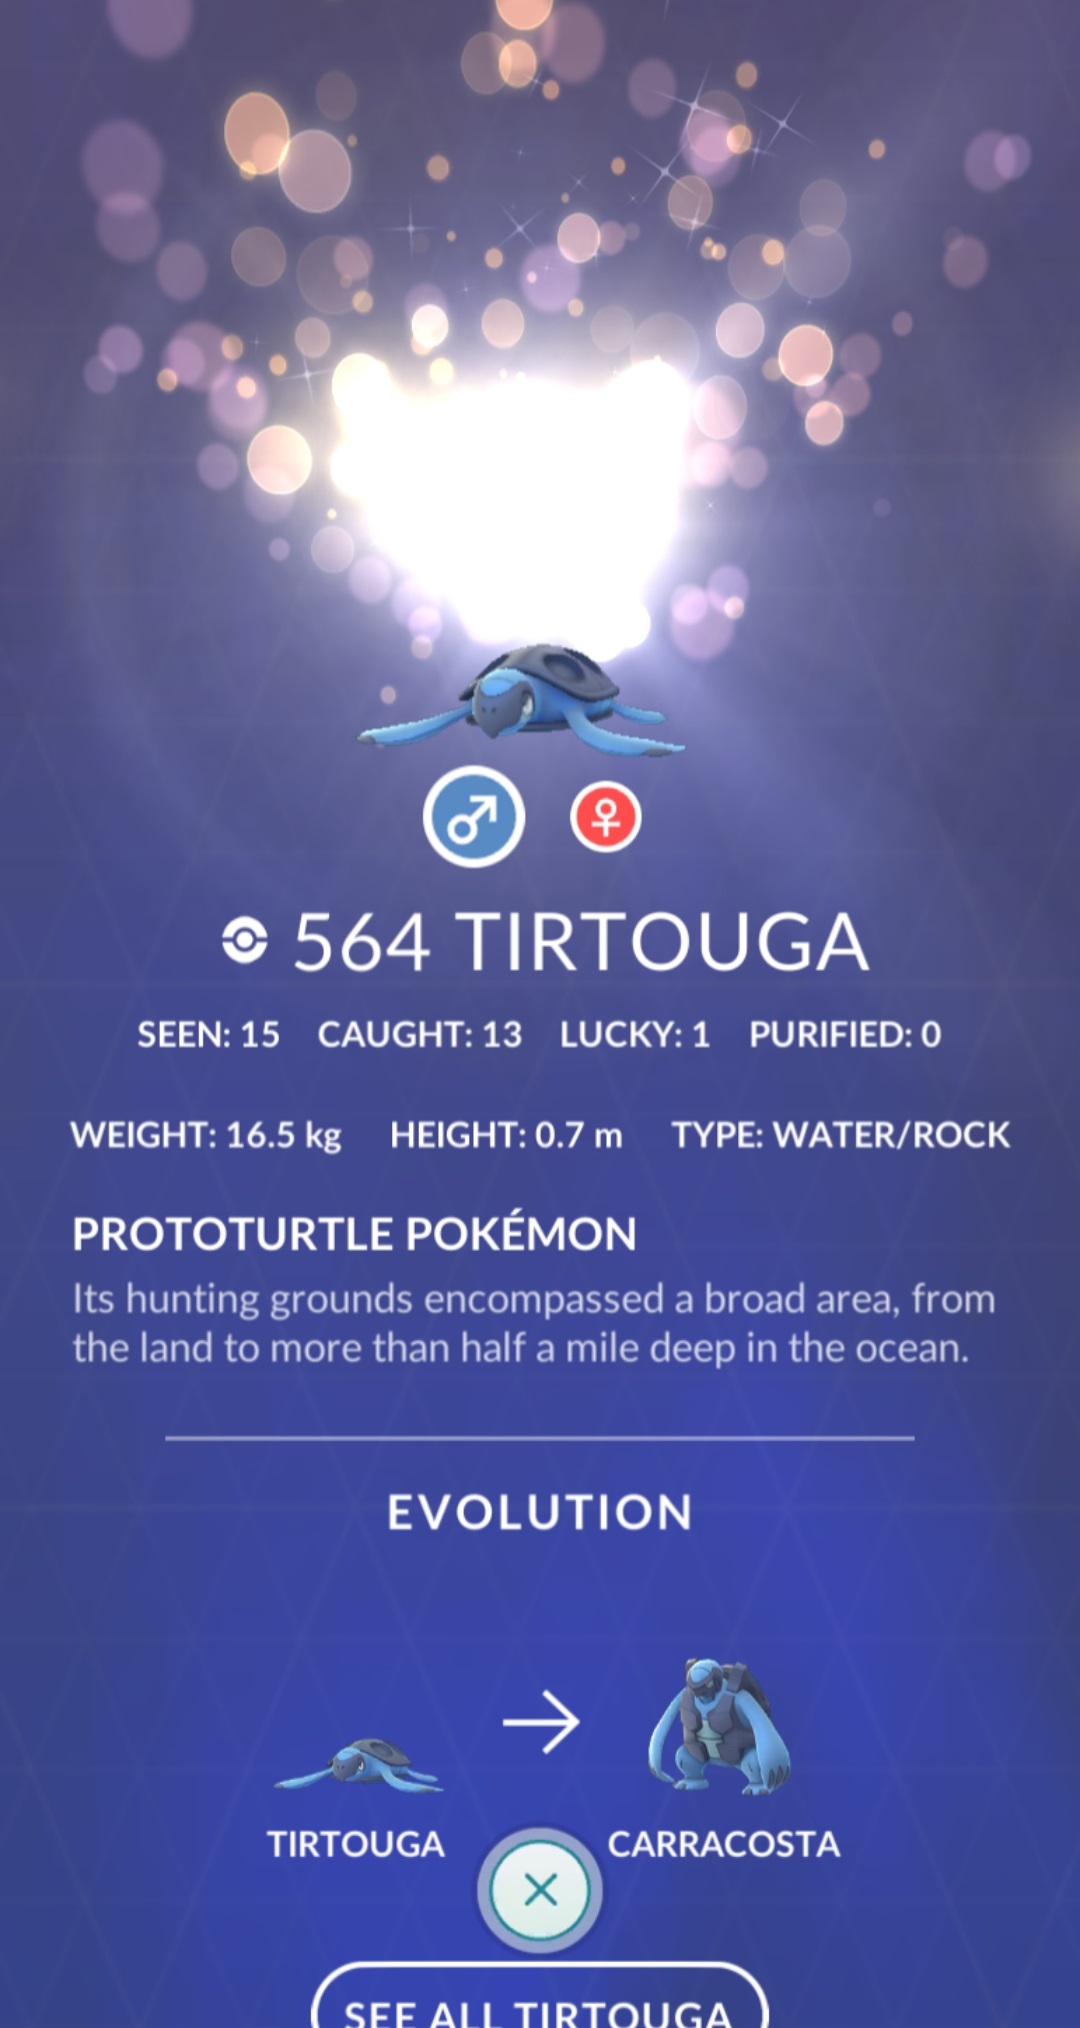 564 TIRTOUGA
SEEN: 15 CAUGHT: 13 LUCKY: 1 PURIFIED: 0
WEIGHT: 16.5 kg HEIGHT: 0.7 m TYPE: WATER/ROCK
PROTOTURTLE POKÉMON
Its hunting grounds encompassed a broad area, from
the land to more than half a mile deep in the ocean.
EVOLUTION
TIRTOUGA CARRACOSTA
SEE ALL TIRTOUGA